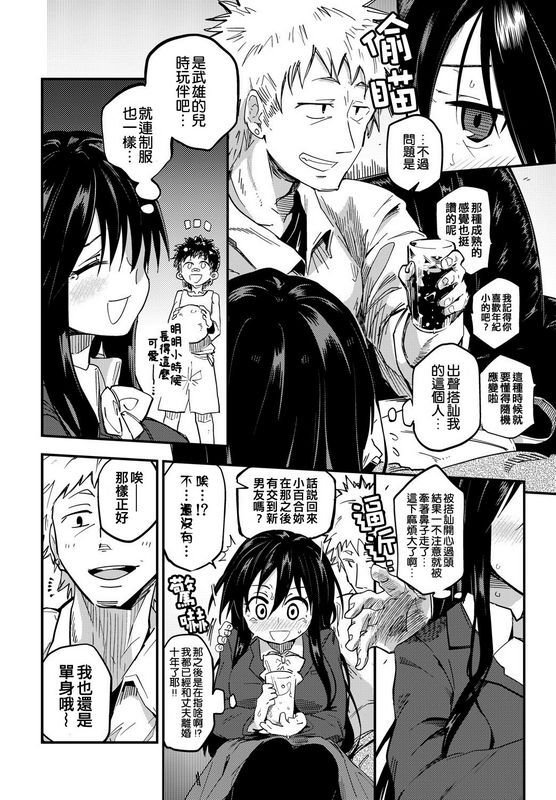 偷瞄
…不過
問題是
那種成熟的
感覺也挺
讚的呢
我記得你
喜歡年紀
小的吧?
這種時候就
要懂得隨機
應變啦
出聲搭訕我
的這個人…
是武雄的兒
時玩伴吧…
就連制服
也一樣…
明明小時候
長得這麼
可愛…!
被搭訕開心過頭
結果一不注意就被
牽著鼻子走了…
這下麻煩大了啊…
逼近…
話說回來
小百合妳
在那之後
有交到新
男友嗎?
唉…!?
不…還沒有…
驚嚇
那之後是在指啥啊!?
我都已經和丈夫離婚
十年了耶!!
唉—
那樣正好
我也還是
單身哦～